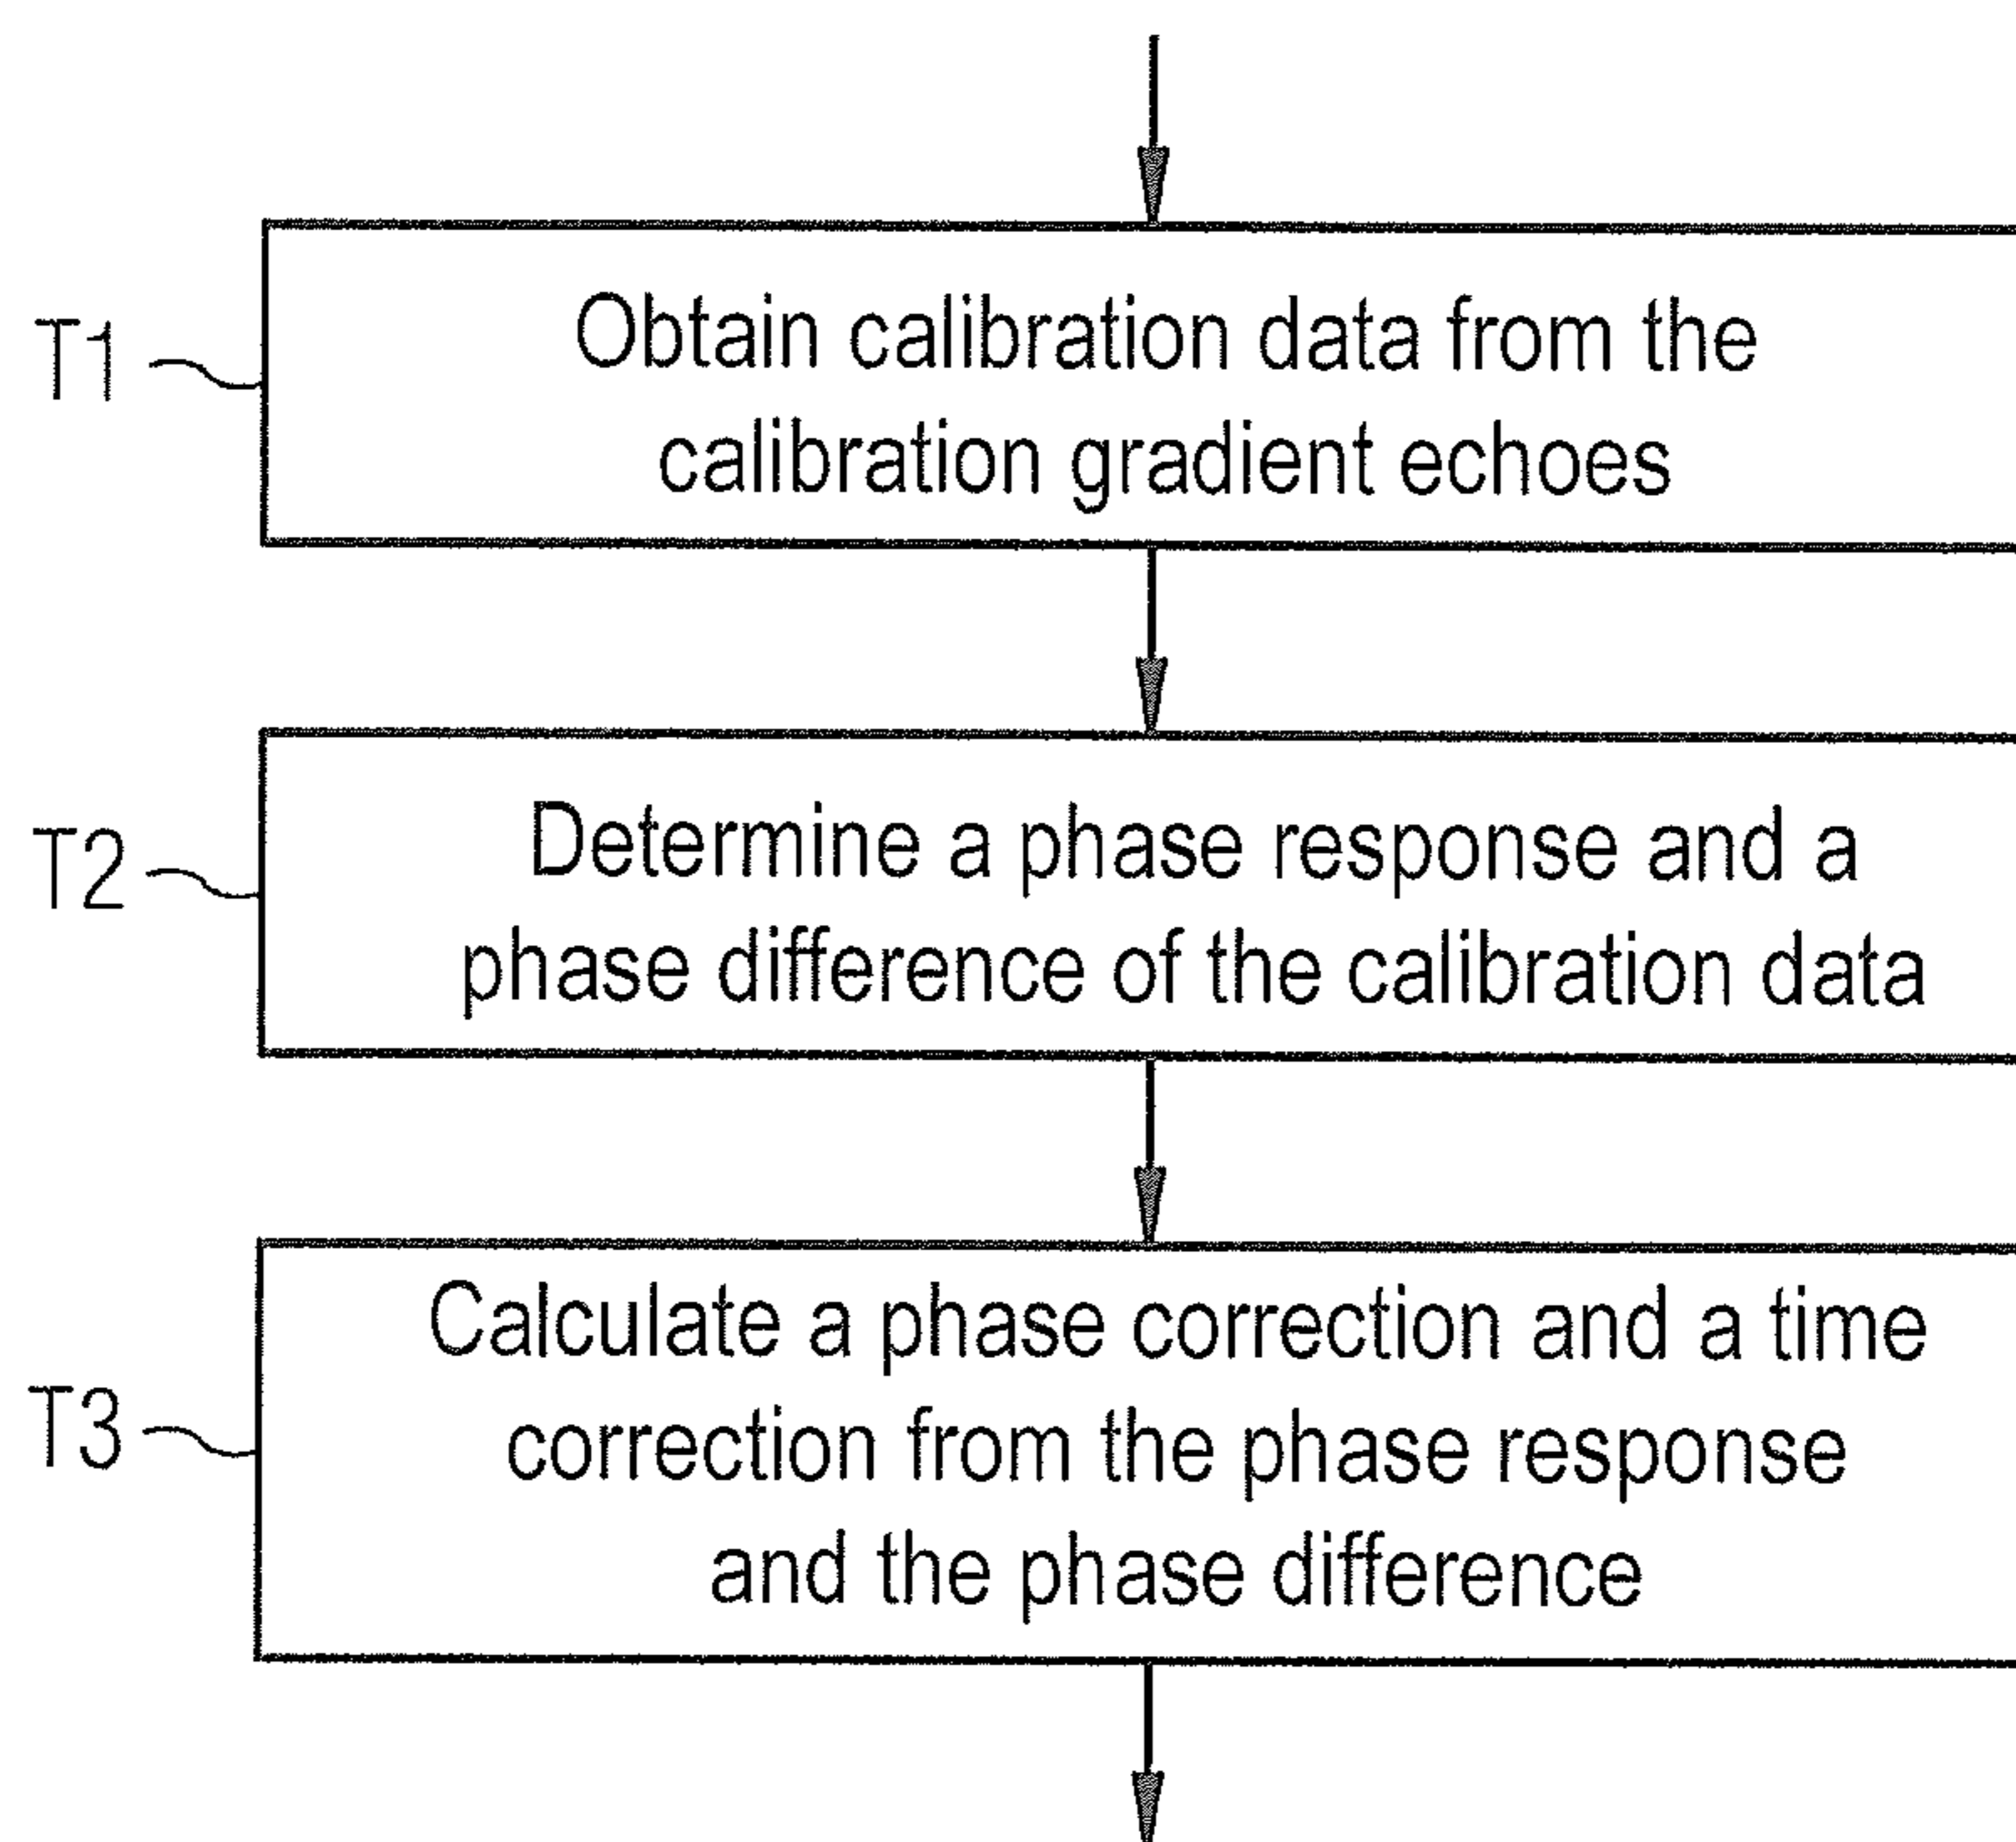 T1
Obtain calibration data from the
calibration gradient echoes
T2
Determine a phase response and a
phase difference of the calibration data
T3
Calculate a phase correction and a time
correction from the phase response
and the phase difference